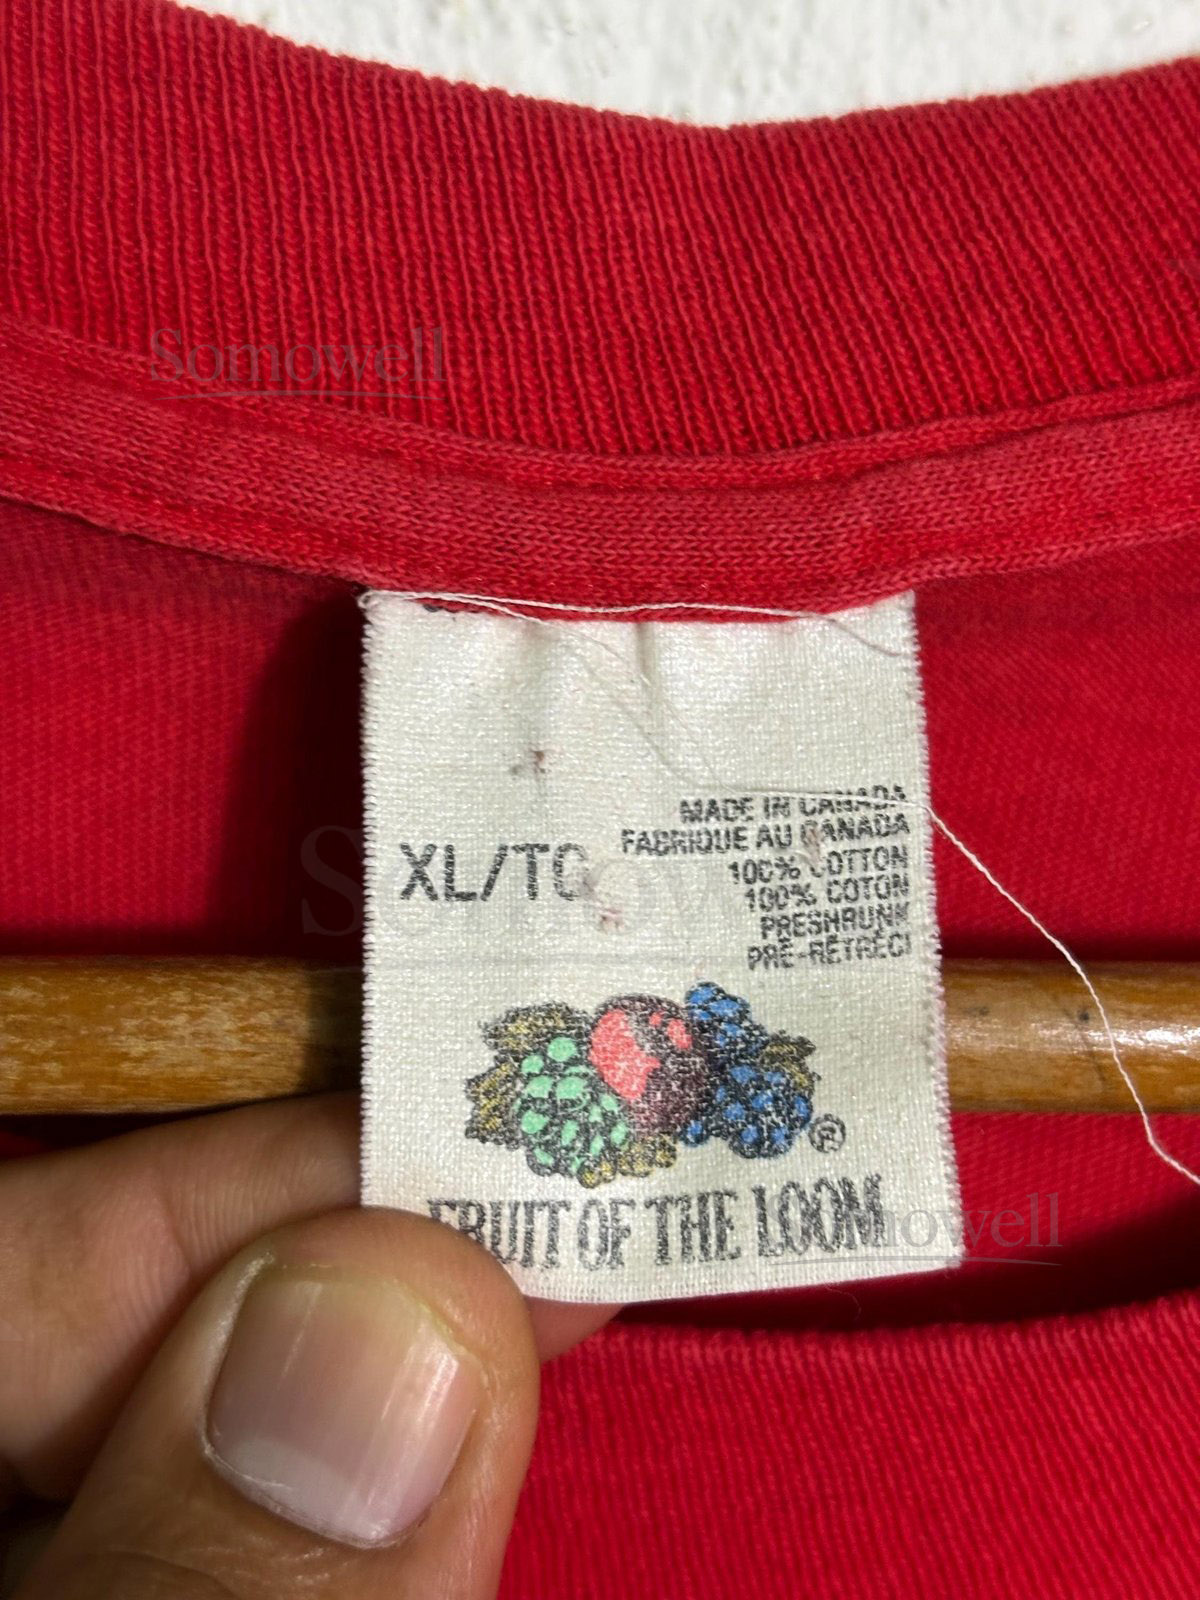 Somowell
MADE IN CANADA
FABRIQUE AU CANADA
XL/TG
100% COTTON
100% COTON
PRESHRUNK
PRÉ-RÉTRÉCI
®
FRUIT OF THE LOOM